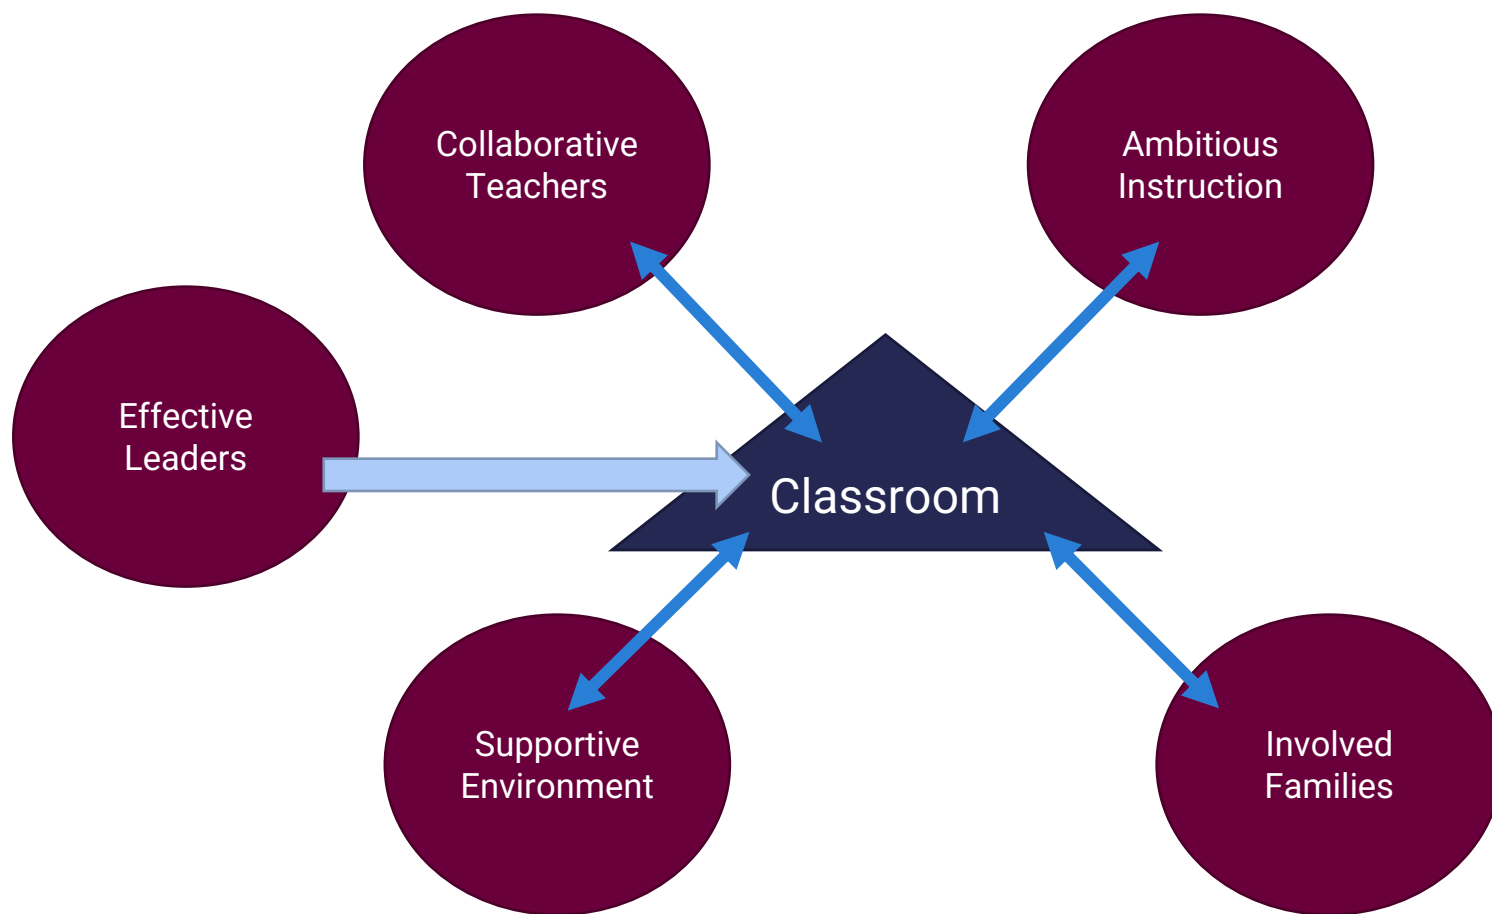 Collaborative
Teachers
Ambitious
Instruction
Effective
Leaders
Classroom
Supportive
Environment
Involved
Families